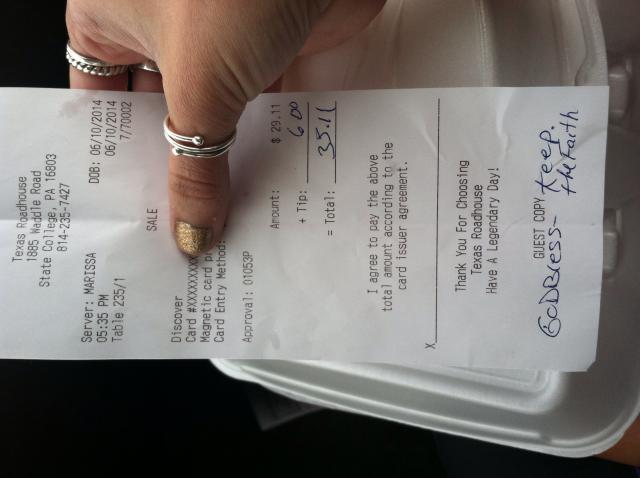 Texas Roadhouse
1885 Waddle Road
State College, PA 16803
814-235-7427
Server: MARISSA DOB: 06/10/2014
05:35 PM 06/10/2014
Table 235/1 7/70002
SALE
Discover
Card #XXXXXXXX
Magnetic card p
Card Entry Method:
Approval: 01053P
Amount: $ 29.11
+ Tip: 6.00
= Total: 35.11
I agree to pay the above
total amount according to the
card issuer agreement.
X
Thank You For Choosing
Texas Roadhouse
Have A Legendary Day!
GUEST COPY
GOD Bless- keep.
the Faith